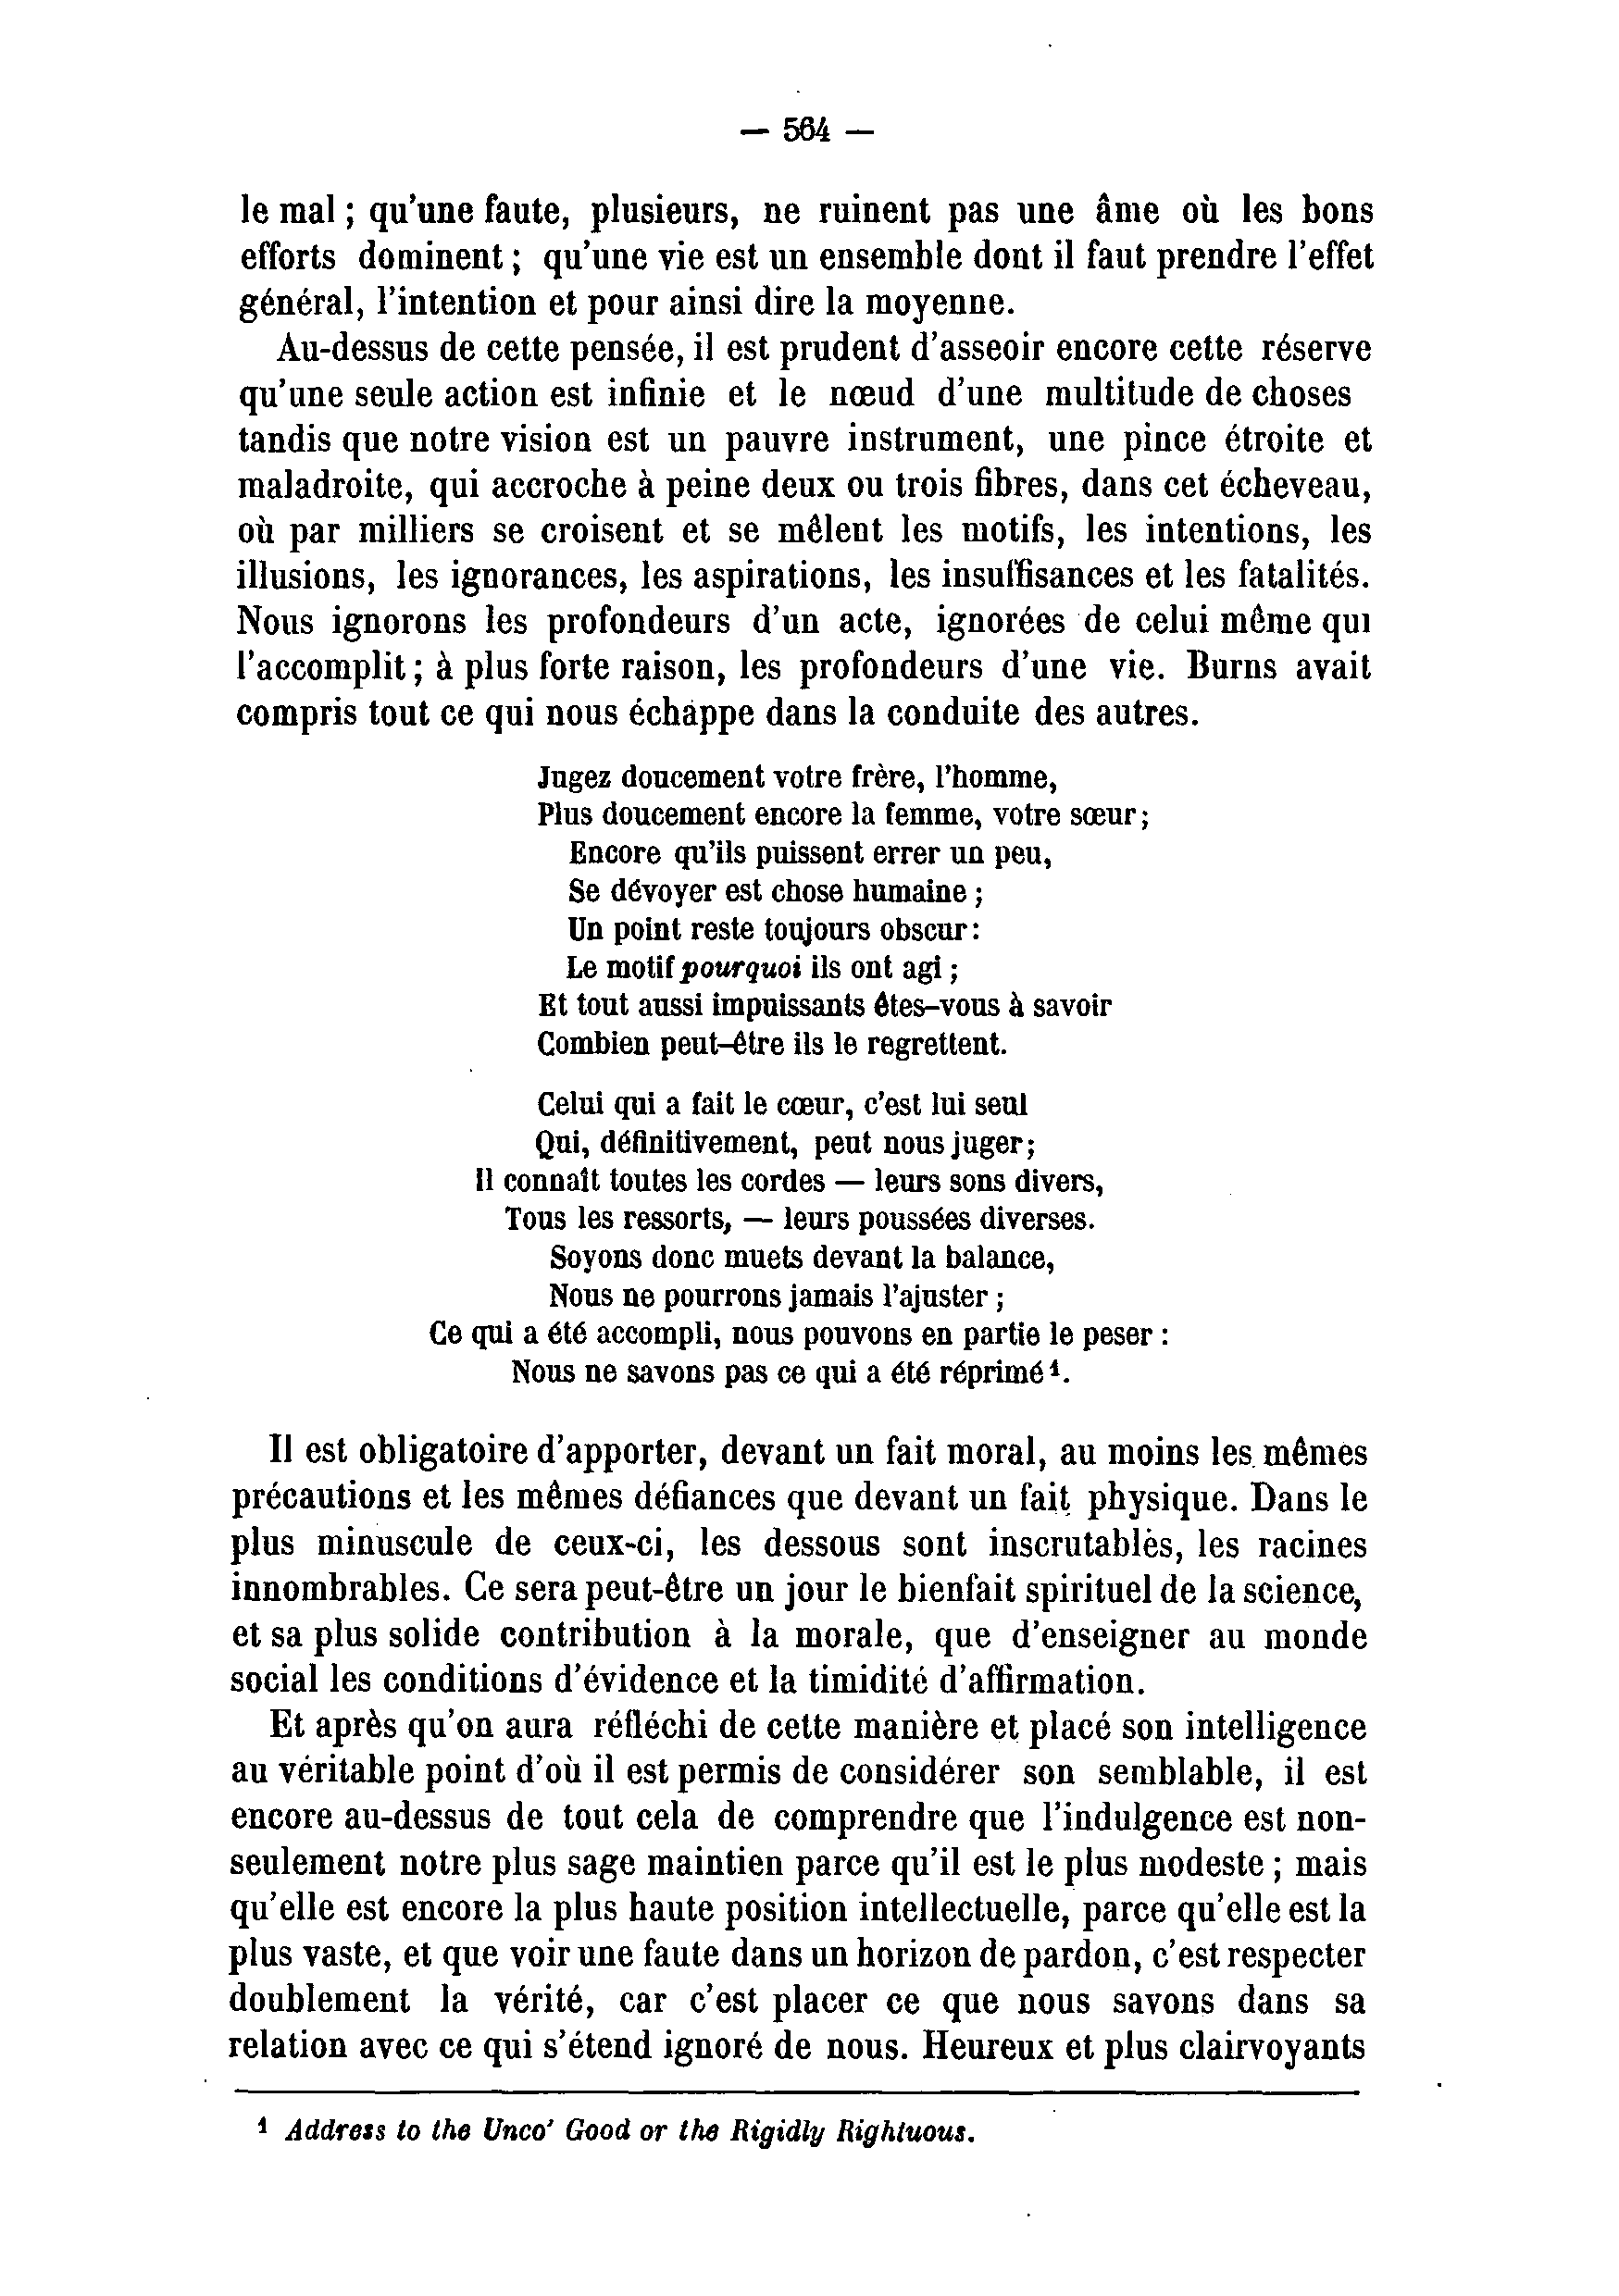 — 564 —
le mal ; qu'une faute, plusieurs, ne ruinent pas une âme où les bons
efforts dominent ; qu'une vie est un ensemble dont il faut prendre l'effet
général, l'intention et pour ainsi dire la moyenne.
Au-dessus de cette pensée, il est prudent d'asseoir encore cette réserve
qu'une seule action est infinie et le nœud d'une multitude de choses
tandis que notre vision est un pauvre instrument, une pince étroite et
maladroite, qui accroche à peine deux ou trois fibres, dans cet écheveau,
où par milliers se croisent et se mêlent les motifs, les intentions, les
illusions, les ignorances, les aspirations, les insuffisances et les fatalités.
Nous ignorons les profondeurs d'un acte, ignorées de celui même qui
l'accomplit ; à plus forte raison, les profondeurs d'une vie. Burns avait
compris tout ce qui nous échappe dans la conduite des autres.
Jugez doucement votre frère, l'homme,
Plus doucement encore la femme, votre sœur ;
Encore qu'ils puissent errer un peu,
Se dévoyer est chose humaine ;
Un point reste toujours obscur :
Le motif pourquoi ils ont agi ;
Et tout aussi impuissants êtes-vous à savoir
Combien peut-être ils le regrettent.
Celui qui a fait le cœur, c'est lui seul
Qui, définitivement, peut nous juger ;
Il connaît toutes les cordes — leurs sons divers,
Tous les ressorts, — leurs poussées diverses.
Soyons donc muets devant la balance,
Nous ne pourrons jamais l'ajuster ;
Ce qui a été accompli, nous pouvons en partie le peser :
Nous ne savons pas ce qui a été réprimé ¹.
Il est obligatoire d'apporter, devant un fait moral, au moins les mêmes
précautions et les mêmes défiances que devant un fait physique. Dans le
plus minuscule de ceux-ci, les dessous sont inscrutables, les racines
innombrables. Ce sera peut-être un jour le bienfait spirituel de la science,
et sa plus solide contribution à la morale, que d'enseigner au monde
social les conditions d'évidence et la timidité d'affirmation.
Et après qu'on aura réfléchi de cette manière et placé son intelligence
au véritable point d'où il est permis de considérer son semblable, il est
encore au-dessus de tout cela de comprendre que l'indulgence est non-
seulement notre plus sage maintien parce qu'il est le plus modeste ; mais
qu'elle est encore la plus haute position intellectuelle, parce qu'elle est la
plus vaste, et que voir une faute dans un horizon de pardon, c'est respecter
doublement la vérité, car c'est placer ce que nous savons dans sa
relation avec ce qui s'étend ignoré de nous. Heureux et plus clairvoyants
¹ Address to the Unco' Good or the Rigidly Rightuous.